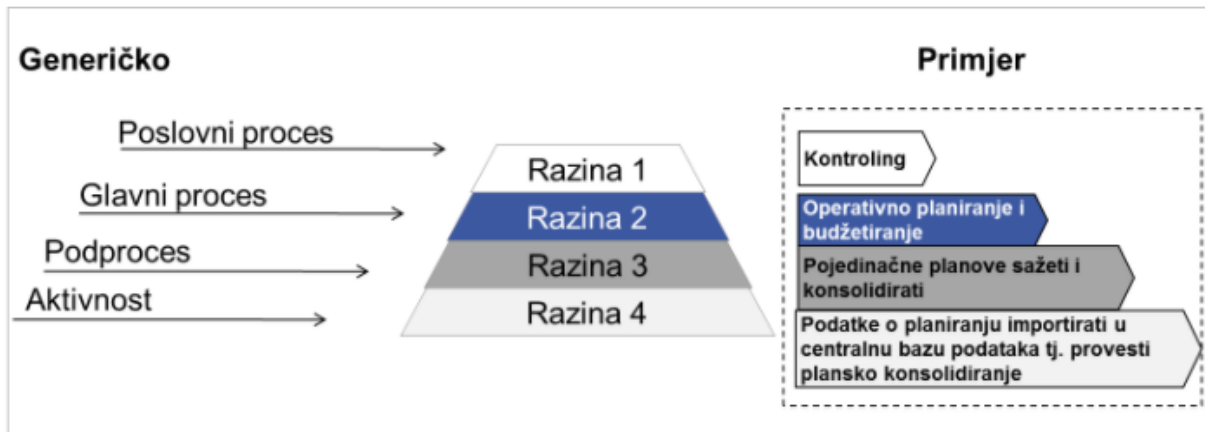 Generičko
Primjer
Poslovni proces
Glavni proces
Podproces
Aktivnost
Razina 1
Razina 2
Razina 3
Razina 4
Kontroling
Operativno planiranje i
budžetiranje
Pojedinačne planove sažeti i
konsolidirati
Podatke o planiranju importirati u
centralnu bazu podataka tj. provesti
plansko konsolidiranje